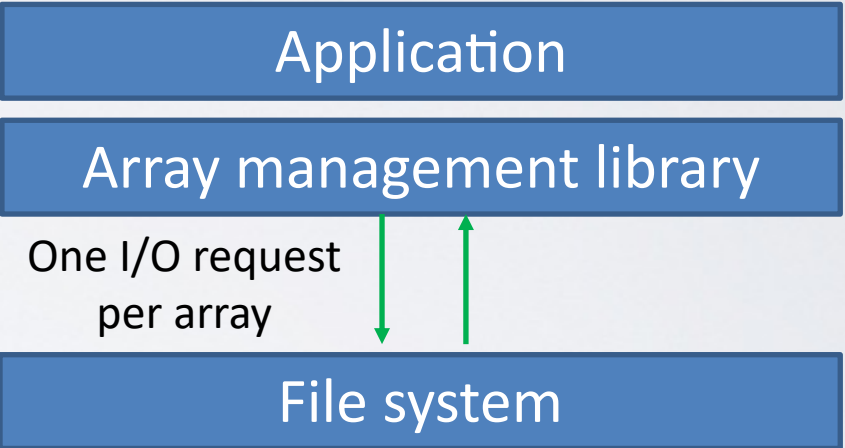 Application
Array management library
One I/O request
per array
File system